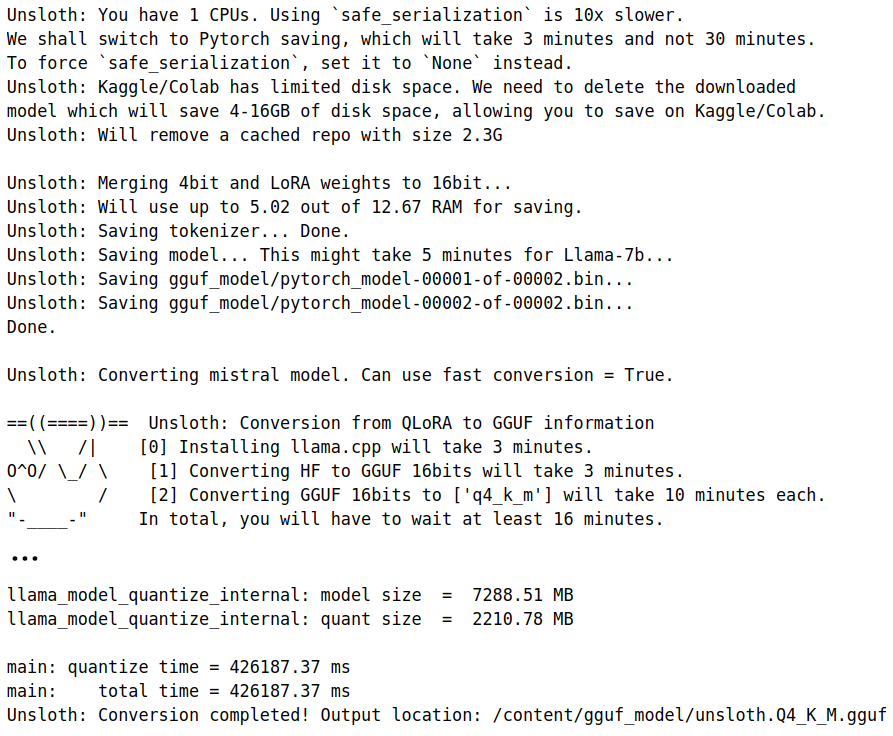 Unsloth: You have 1 CPUs. Using `safe_serialization` is 10x slower.
We shall switch to Pytorch saving, which will take 3 minutes and not 30 minutes.
To force `safe_serialization`, set it to `None` instead.
Unsloth: Kaggle/Colab has limited disk space. We need to delete the downloaded
model which will save 4-16GB of disk space, allowing you to save on Kaggle/Colab.
Unsloth: Will remove a cached repo with size 2.3G

Unsloth: Merging 4bit and LoRA weights to 16bit...
Unsloth: Will use up to 5.02 out of 12.67 RAM for saving.
Unsloth: Saving tokenizer... Done.
Unsloth: Saving model... This might take 5 minutes for Llama-7b...
Unsloth: Saving gguf_model/pytorch_model-00001-of-00002.bin...
Unsloth: Saving gguf_model/pytorch_model-00002-of-00002.bin...
Done.

Unsloth: Converting mistral model. Can use fast conversion = True.

==((====))==  Unsloth: Conversion from QLoRA to GGUF information
  \\   /|    [0] Installing llama.cpp will take 3 minutes.
O^O/ \_/ \    [1] Converting HF to GGUF 16bits will take 3 minutes.
\        /    [2] Converting GGUF 16bits to ['q4_k_m'] will take 10 minutes each.
"-____-"     In total, you will have to wait at least 16 minutes.

...

llama_model_quantize_internal: model size  =  7288.51 MB
llama_model_quantize_internal: quant size  =  2210.78 MB

main: quantize time = 426187.37 ms
main:    total time = 426187.37 ms
Unsloth: Conversion completed! Output location: /content/gguf_model/unsloth.Q4_K_M.gguf